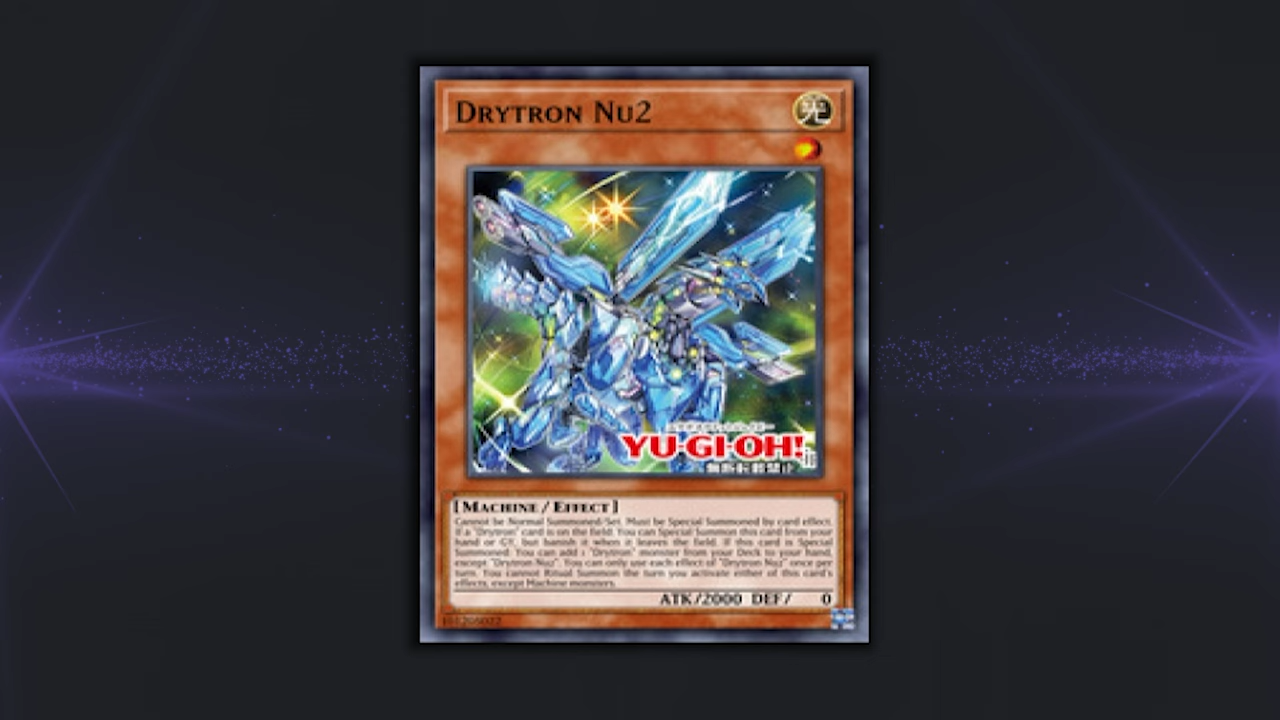 DRYTRON NU2
光
YU-GI-OH!
[MACHINE / EFFECT]
Cannot be Normal Summoned/Set. Must be Special Summoned by card effect.
If a "Drytron" card is on the field: You can Special Summon this card from your
hand or GY, but banish it when it leaves the field. If this card is Special
Summoned: You can add 1 "Drytron" monster from your Deck to your hand,
except "Drytron Nu2". You can only use each effect of "Drytron Nu2" once per
turn. You cannot Ritual Summon the turn you activate either of this card's
effects, except Machine monsters.
ATK/2000 DEF/ 0